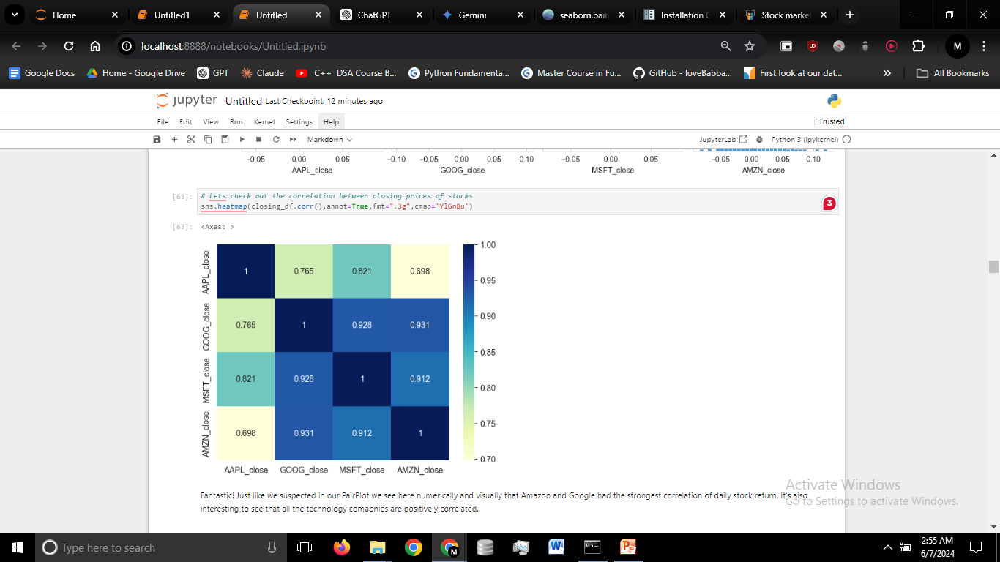 Home
Untitled1
Untitled
ChatGPT
Gemini
seaborn.pair
Installation G
Stock marke
localhost:8888/notebooks/Untitled.ipynb
M
Google Docs
Home - Google Drive
GPT
Claude
C++ DSA Course B...
Python Fundamenta...
Master Course in Fu...
GitHub - loveBabba...
First look at our dat...
»
All Bookmarks
jupyter Untitled Last Checkpoint: 12 minutes ago
File Edit View Run Kernel Settings Help
Trusted
Markdown
JupyterLab
Python 3 (ipykernel)
−0.05 0.00 0.05 −0.10 −0.05 0.00 0.05 0.10 −0.05 0.00 0.05 −0.05 0.00 0.05 0.10
AAPL_close GOOG_close MSFT_close AMZN_close
[63]: # Lets check out the correlation between closing prices of stocks
sns.heatmap(closing_df.corr(),annot=True,fmt=".3g",cmap='YlGnBu')
3
[63]: <Axes: >
AAPL_close
1 0.765 0.821 0.698
GOOG_close
0.765 1 0.928 0.931
MSFT_close
0.821 0.928 1 0.912
AMZN_close
0.698 0.931 0.912 1
AAPL_close GOOG_close MSFT_close AMZN_close
1.00
0.95
0.90
0.85
0.80
0.75
0.70
Fantastic! Just like we suspected in our PairPlot we see here numerically and visually that Amazon and Google had the strongest correlation of daily stock return. It's also
interesting to see that all the technology comapnies are positively correlated.
Activate Windows
Go to Settings to activate Windows.
Type here to search
M
2:55 AM
6/7/2024